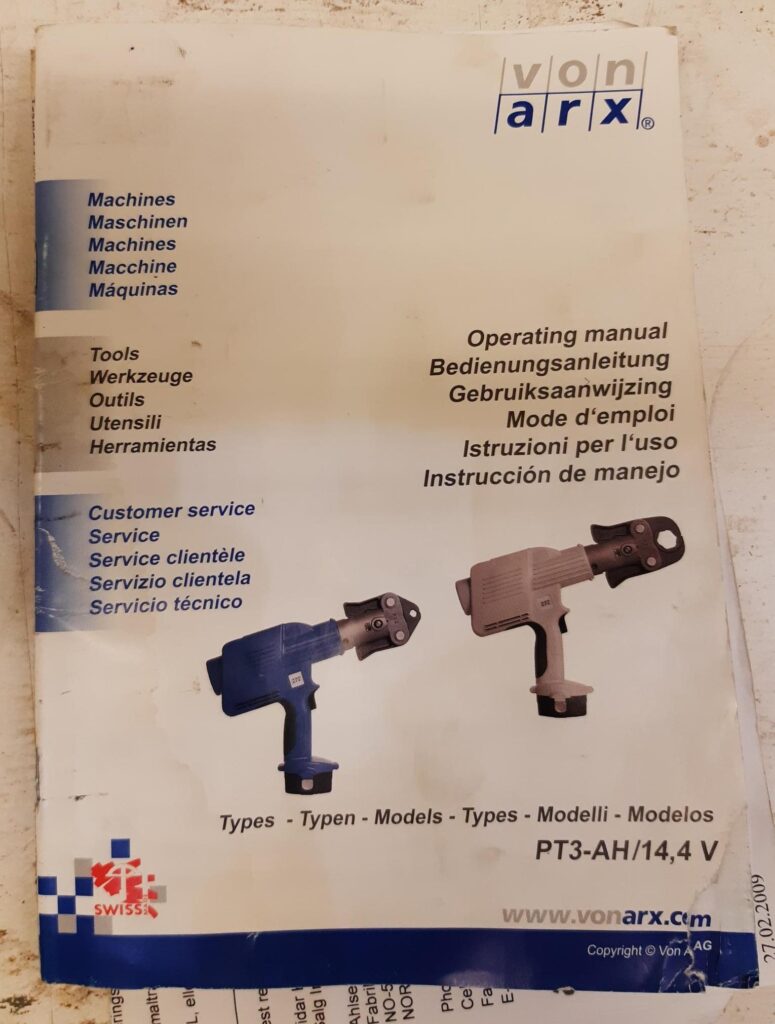 von
arx®
Machines
Maschinen
Machines
Macchine
Máquinas
Tools
Werkzeuge
Outils
Utensili
Herramientas
Operating manual
Bedienungsanleitung
Gebruiksaanwijzing
Mode d‘emploi
Istruzioni per l‘uso
Instrucción de manejo
Customer service
Service
Service clientèle
Servizio clientela
Servicio técnico
Types - Typen - Models - Types - Modelli - Modelos
PT3-AH/14,4 V
SWISS
www.vonarx.com
Copyright © Von AG
27.02.2009